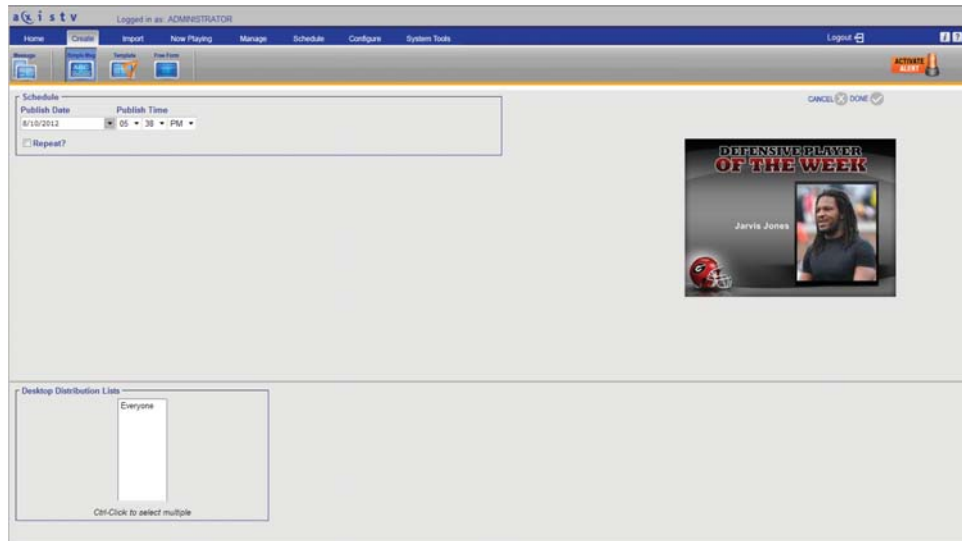 axistv
Logged in as: ADMINISTRATOR
Home Create Import Now Playing Manage Schedule Configure System Tools Logout
Message Simple Msg Template Free Form
ABC
ACTIVATE ALERT
CANCEL DONE
Schedule
Publish Date Publish Time
8/10/2012 05 38 PM
Repeat?
DEFENSIVE PLAYER
OF THE WEEK
Jarvis Jones
G
Desktop Distribution Lists
Everyone
Ctrl-Click to select multiple